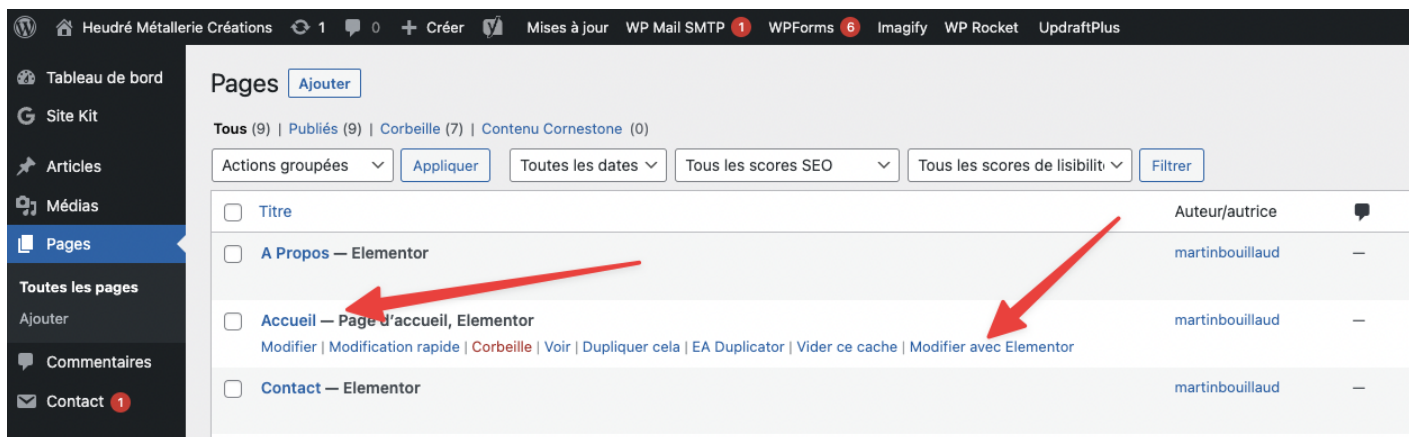 Heudré Métallerie Créations 1 0 + Créer Mises à jour WP Mail SMTP 1 WPForms 6 Imagify WP Rocket UpdraftPlus
Tableau de bord
Site Kit
Articles
Médias
Pages
Toutes les pages
Ajouter
Commentaires
Contact 1
Pages Ajouter
Tous (9) | Publiés (9) | Corbeille (7) | Contenu Cornestone (0)
Actions groupées Appliquer Toutes les dates Tous les scores SEO Tous les scores de lisibilit Filtrer
Titre Auteur/autrice
A Propos — Elementor martinbouillaud —
Accueil — Page d’accueil, Elementor martinbouillaud —
Modifier | Modification rapide | Corbeille | Voir | Dupliquer cela | EA Duplicator | Vider ce cache | Modifier avec Elementor
Contact — Elementor martinbouillaud —